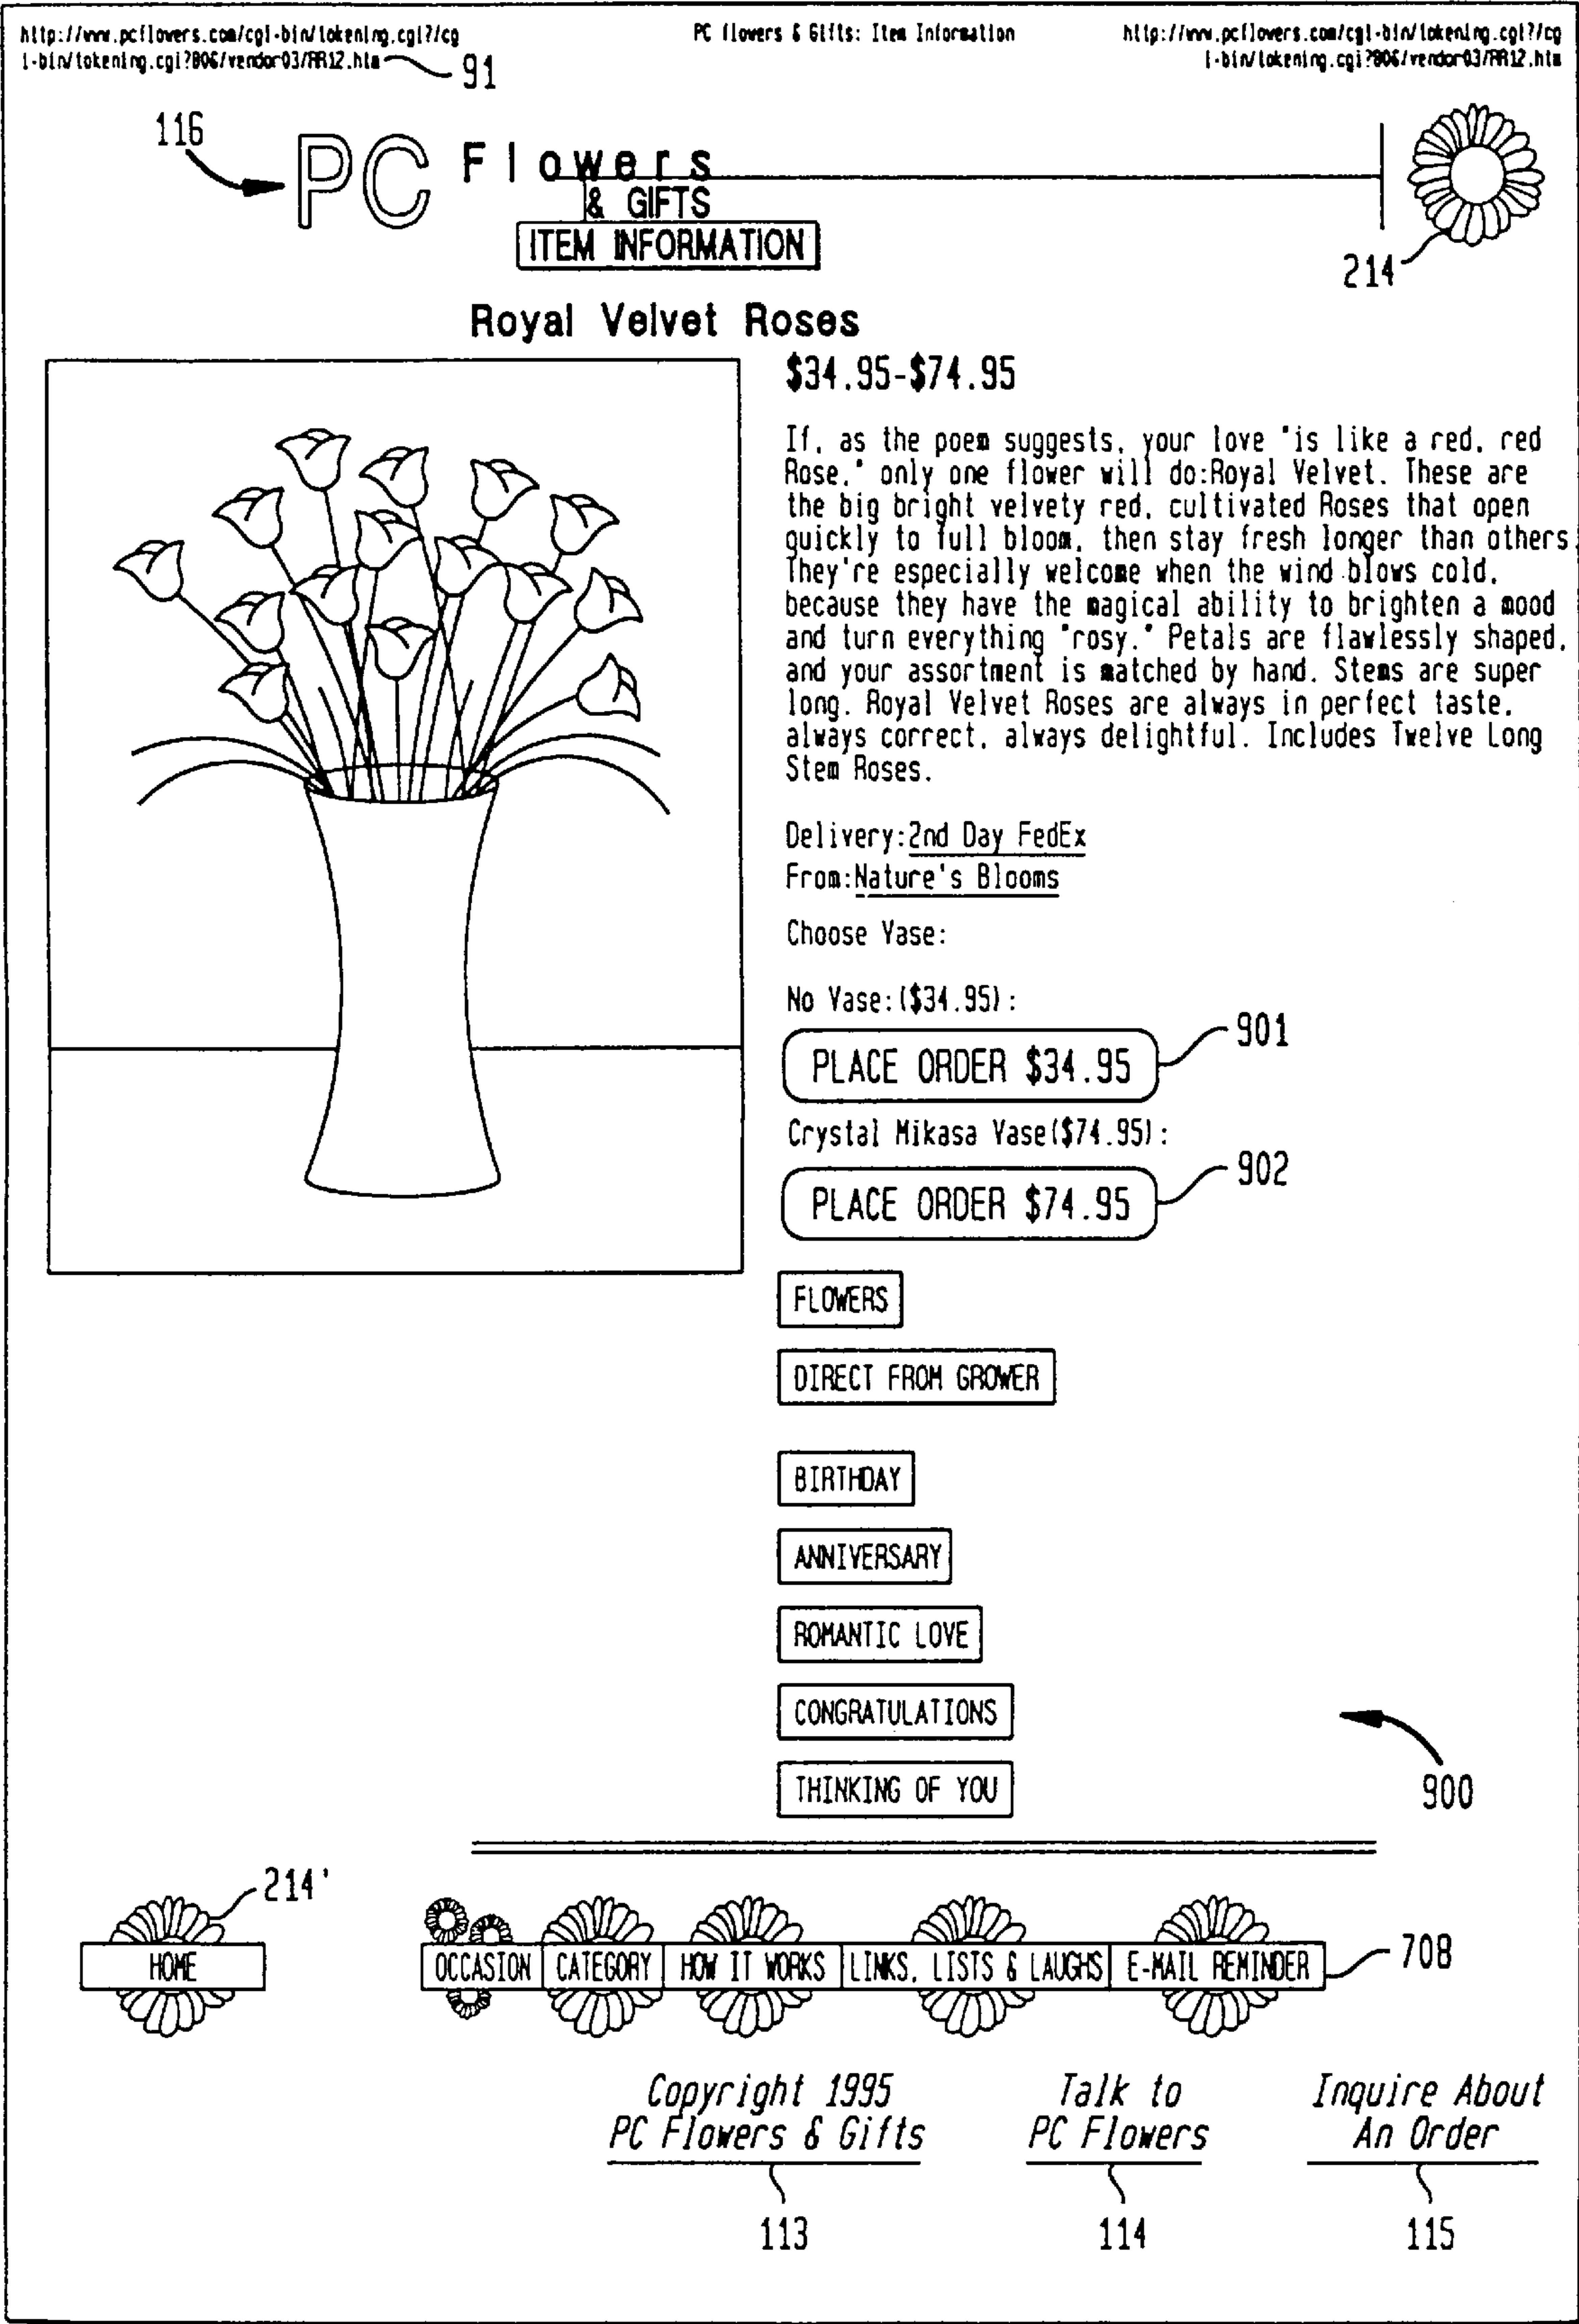 http://www.pcflowers.com/cgi-bin/tokening.cgi?/cg
i-bin/tokening.cgi?806/vendor03/RR12.htm
91
PC flowers & Gifts: Item Information
http://www.pcflowers.com/cgi-bin/tokening.cgi?/cg
i-bin/tokening.cgi?806/vendor03/RR12.htm
116
PC Flowers
& GIFTS
ITEM INFORMATION
214
Royal Velvet Roses
$34.95-$74.95
If, as the poem suggests, your love "is like a red, red
Rose," only one flower will do:Royal Velvet. These are
the big bright velvety red, cultivated Roses that open
quickly to full bloom, then stay fresh longer than others
They're especially welcome when the wind blows cold,
because they have the magical ability to brighten a mood
and turn everything "rosy." Petals are flawlessly shaped,
and your assortment is matched by hand. Stems are super
long. Royal Velvet Roses are always in perfect taste,
always correct, always delightful. Includes Twelve Long
Stem Roses.
Delivery:2nd Day FedEx
From:Nature's Blooms
Choose Vase:
No Vase:($34.95):
PLACE ORDER $34.95
901
Crystal Mikasa Vase($74.95):
PLACE ORDER $74.95
902
FLOWERS
DIRECT FROM GROWER
BIRTHDAY
ANNIVERSARY
ROMANTIC LOVE
CONGRATULATIONS
THINKING OF YOU
900
214'
HOME
OCCASION
CATEGORY
HOW IT WORKS
LINKS, LISTS & LAUGHS
E-MAIL REMINDER
708
Copyright 1995
PC Flowers & Gifts
Talk to
PC Flowers
Inquire About
An Order
113
114
115